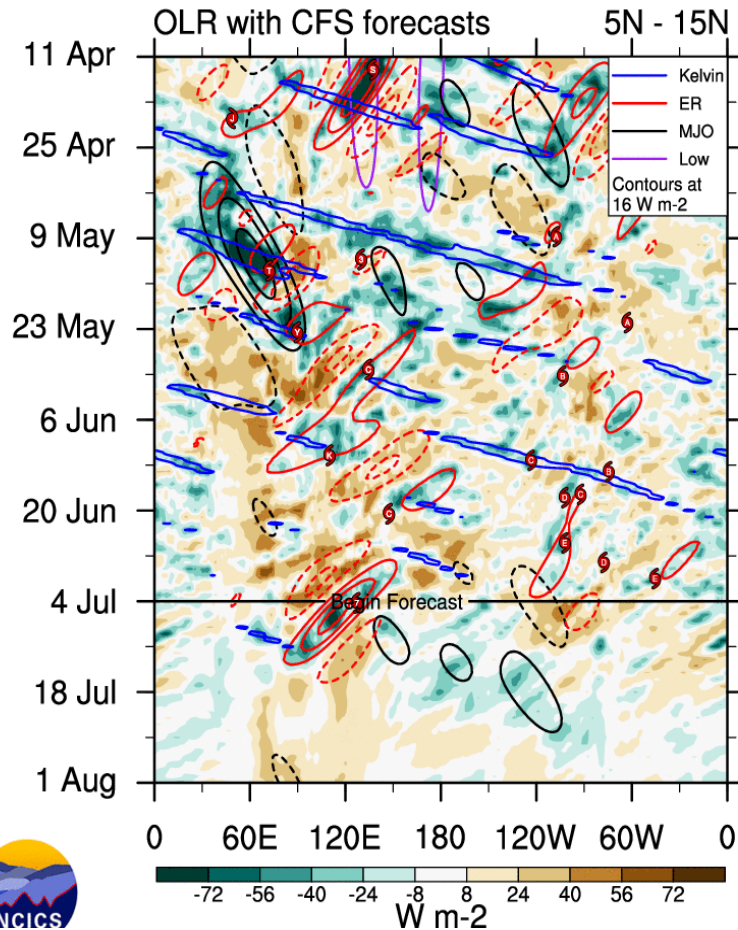 OLR with CFS forecasts 5N - 15N
11 Apr
25 Apr
9 May
23 May
6 Jun
20 Jun
4 Jul
18 Jul
1 Aug
Kelvin
ER
MJO
Low
Contours at
16 W m-2
S
J
A
3
T
Y
A
C
B
K
C
B
D
C
C
E
D
E
Begin Forecast
0 60E 120E 180 120W 60W 0
-72 -56 -40 -24 -8 8 24 40 56 72
W m-2
NCICS